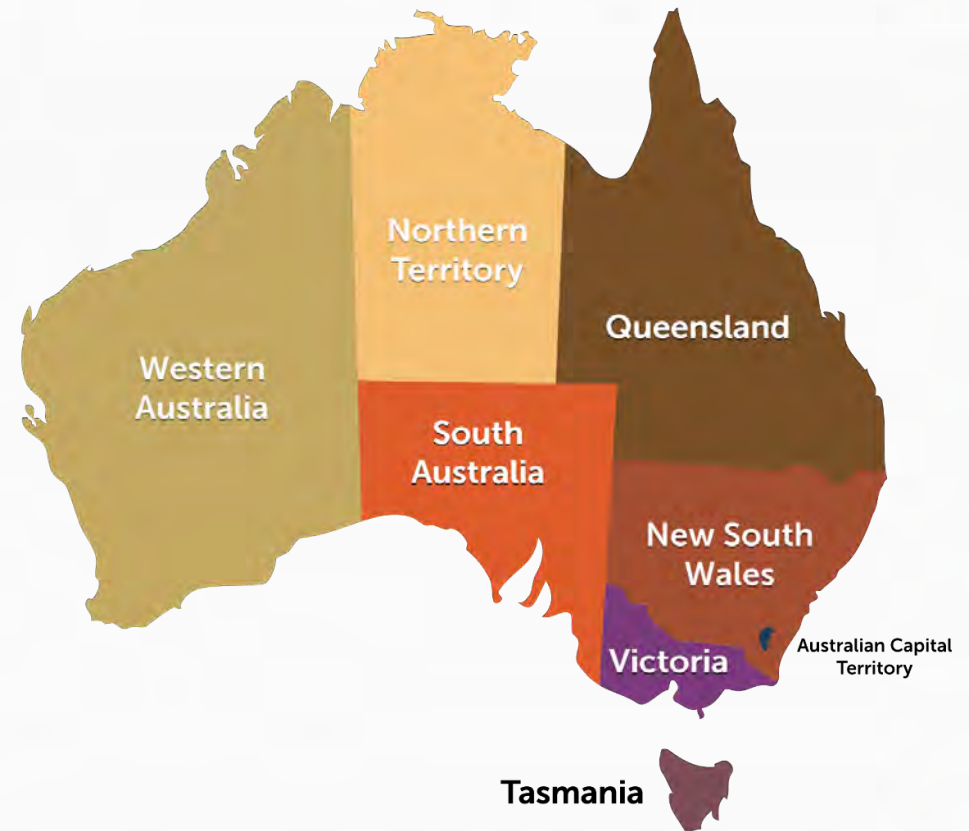 Northern
Territory
Queensland
Western
Australia
South
Australia
New South
Wales
Australian Capital
Territory
Victoria
Tasmania